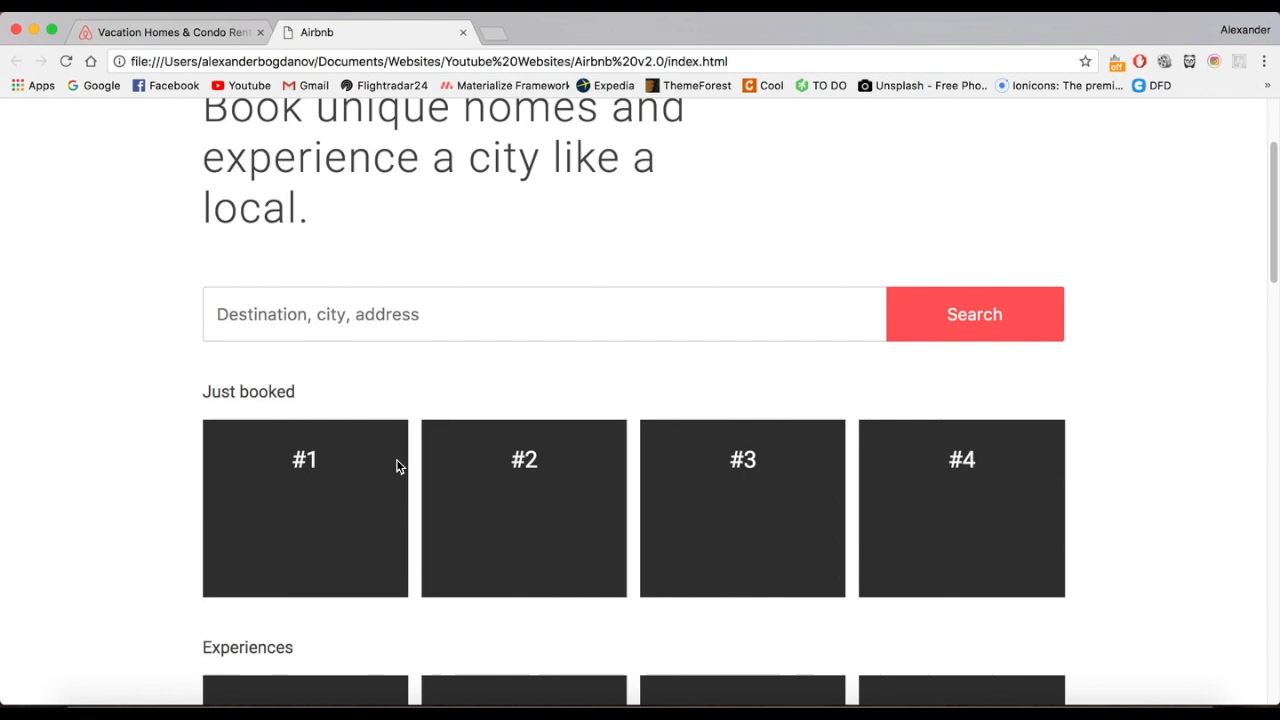 Vacation Homes & Condo Rent
Airbnb
Alexander
file:///Users/alexanderbogdanov/Documents/Websites/Youtube%20Websites/Airbnb%20v2.0/index.html
off
Apps Google Facebook Youtube Gmail Flightradar24 Materialize Framework Expedia ThemeForest Cool TO DO Unsplash - Free Pho... Ionicons: The premi... DFD »
Book unique homes and
experience a city like a
local.
Destination, city, address
Search
Just booked
#1 #2 #3 #4
Experiences